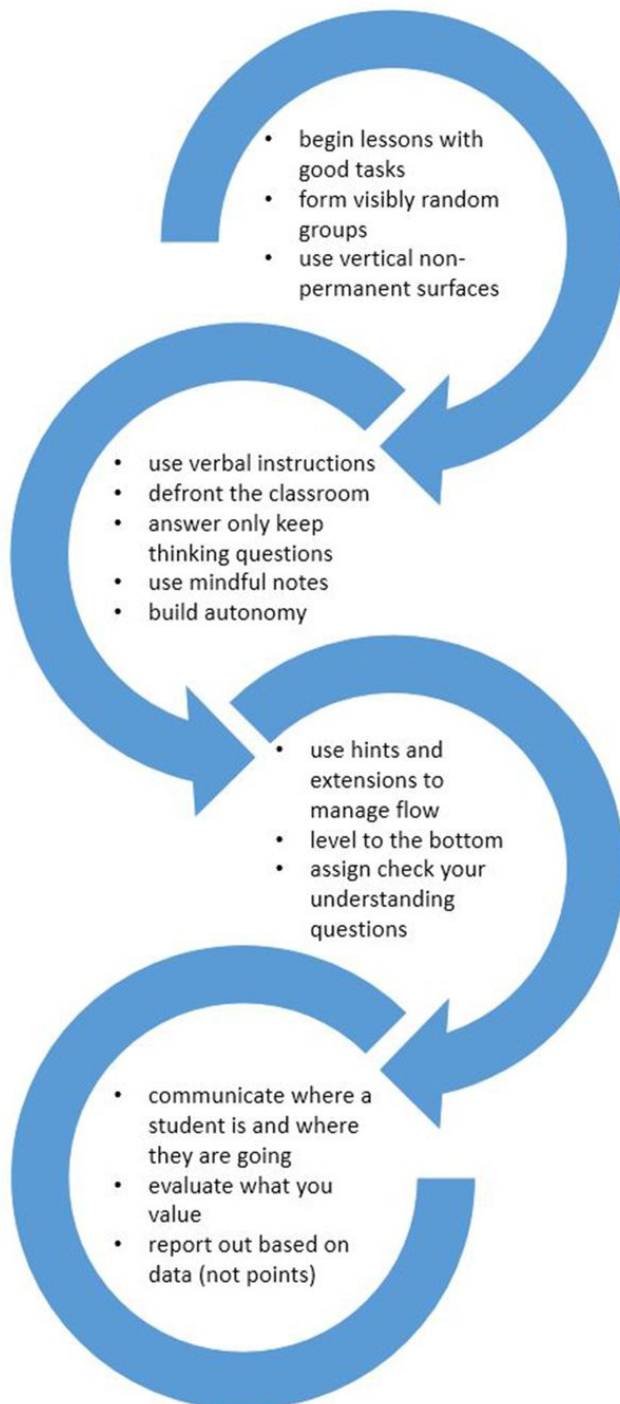 • begin lessons with
good tasks
• form visibly random
groups
• use vertical non-
permanent surfaces
• use verbal instructions
• defront the classroom
• answer only keep
thinking questions
• use mindful notes
• build autonomy
• use hints and
extensions to
manage flow
• level to the bottom
• assign check your
understanding
questions
• communicate where a
student is and where
they are going
• evaluate what you
value
• report out based on
data (not points)